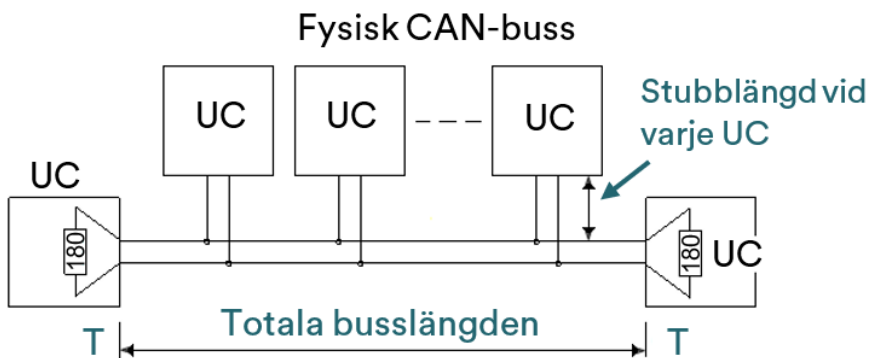 Fysisk CAN-buss
UC
UC
UC
Stubblängd vid
varje UC
UC
180
180
UC
T
Totala busslängden
T